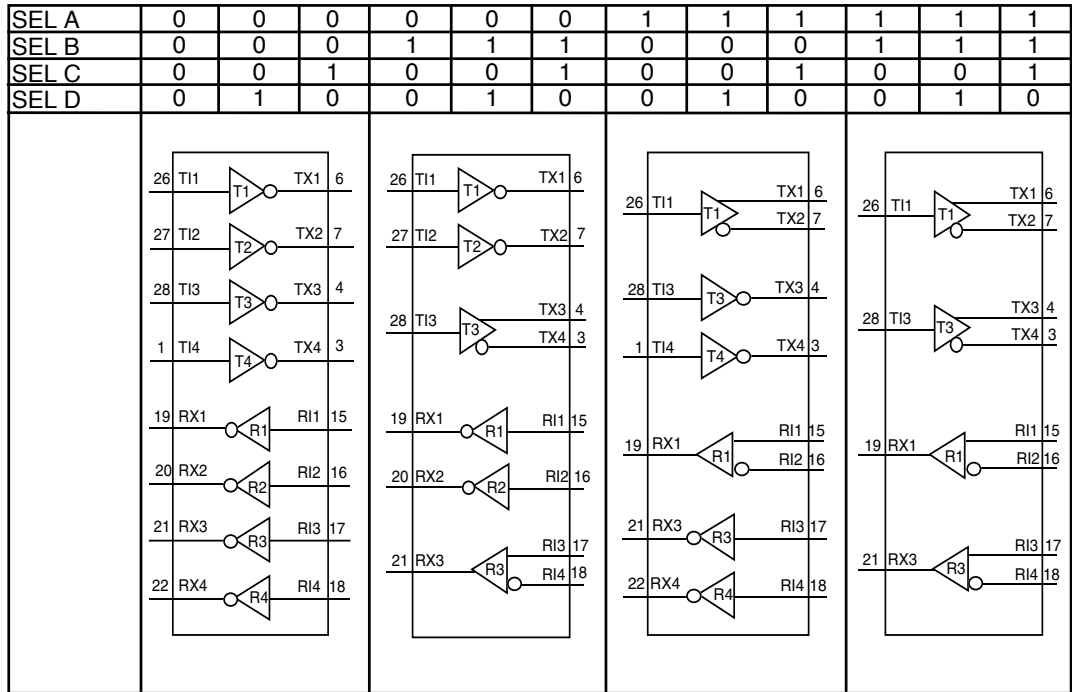 SEL A 0 0 0 0 0 0 1 1 1 1 1 1
SEL B 0 0 0 1 1 1 0 0 0 1 1 1
SEL C 0 0 1 0 0 1 0 0 1 0 0 1
SEL D 0 1 0 0 1 0 0 1 0 0 1 0
26 TI1 T1 TX1 6
27 TI2 T2 TX2 7
28 TI3 T3 TX3 4
1 TI4 T4 TX4 3
19 RX1 R1 RI1 15
20 RX2 R2 RI2 16
21 RX3 R3 RI3 17
22 RX4 R4 RI4 18
26 TI1 T1 TX1 6
27 TI2 T2 TX2 7
28 TI3 T3 TX3 4
TX4 3
19 RX1 R1 RI1 15
20 RX2 R2 RI2 16
21 RX3 R3 RI3 17
RI4 18
26 TI1 T1 TX1 6
TX2 7
28 TI3 T3 TX3 4
1 TI4 T4 TX4 3
19 RX1 R1 RI1 15
RI2 16
21 RX3 R3 RI3 17
22 RX4 R4 RI4 18
26 TI1 T1 TX1 6
TX2 7
28 TI3 T3 TX3 4
TX4 3
19 RX1 R1 RI1 15
RI2 16
21 RX3 R3 RI3 17
RI4 18